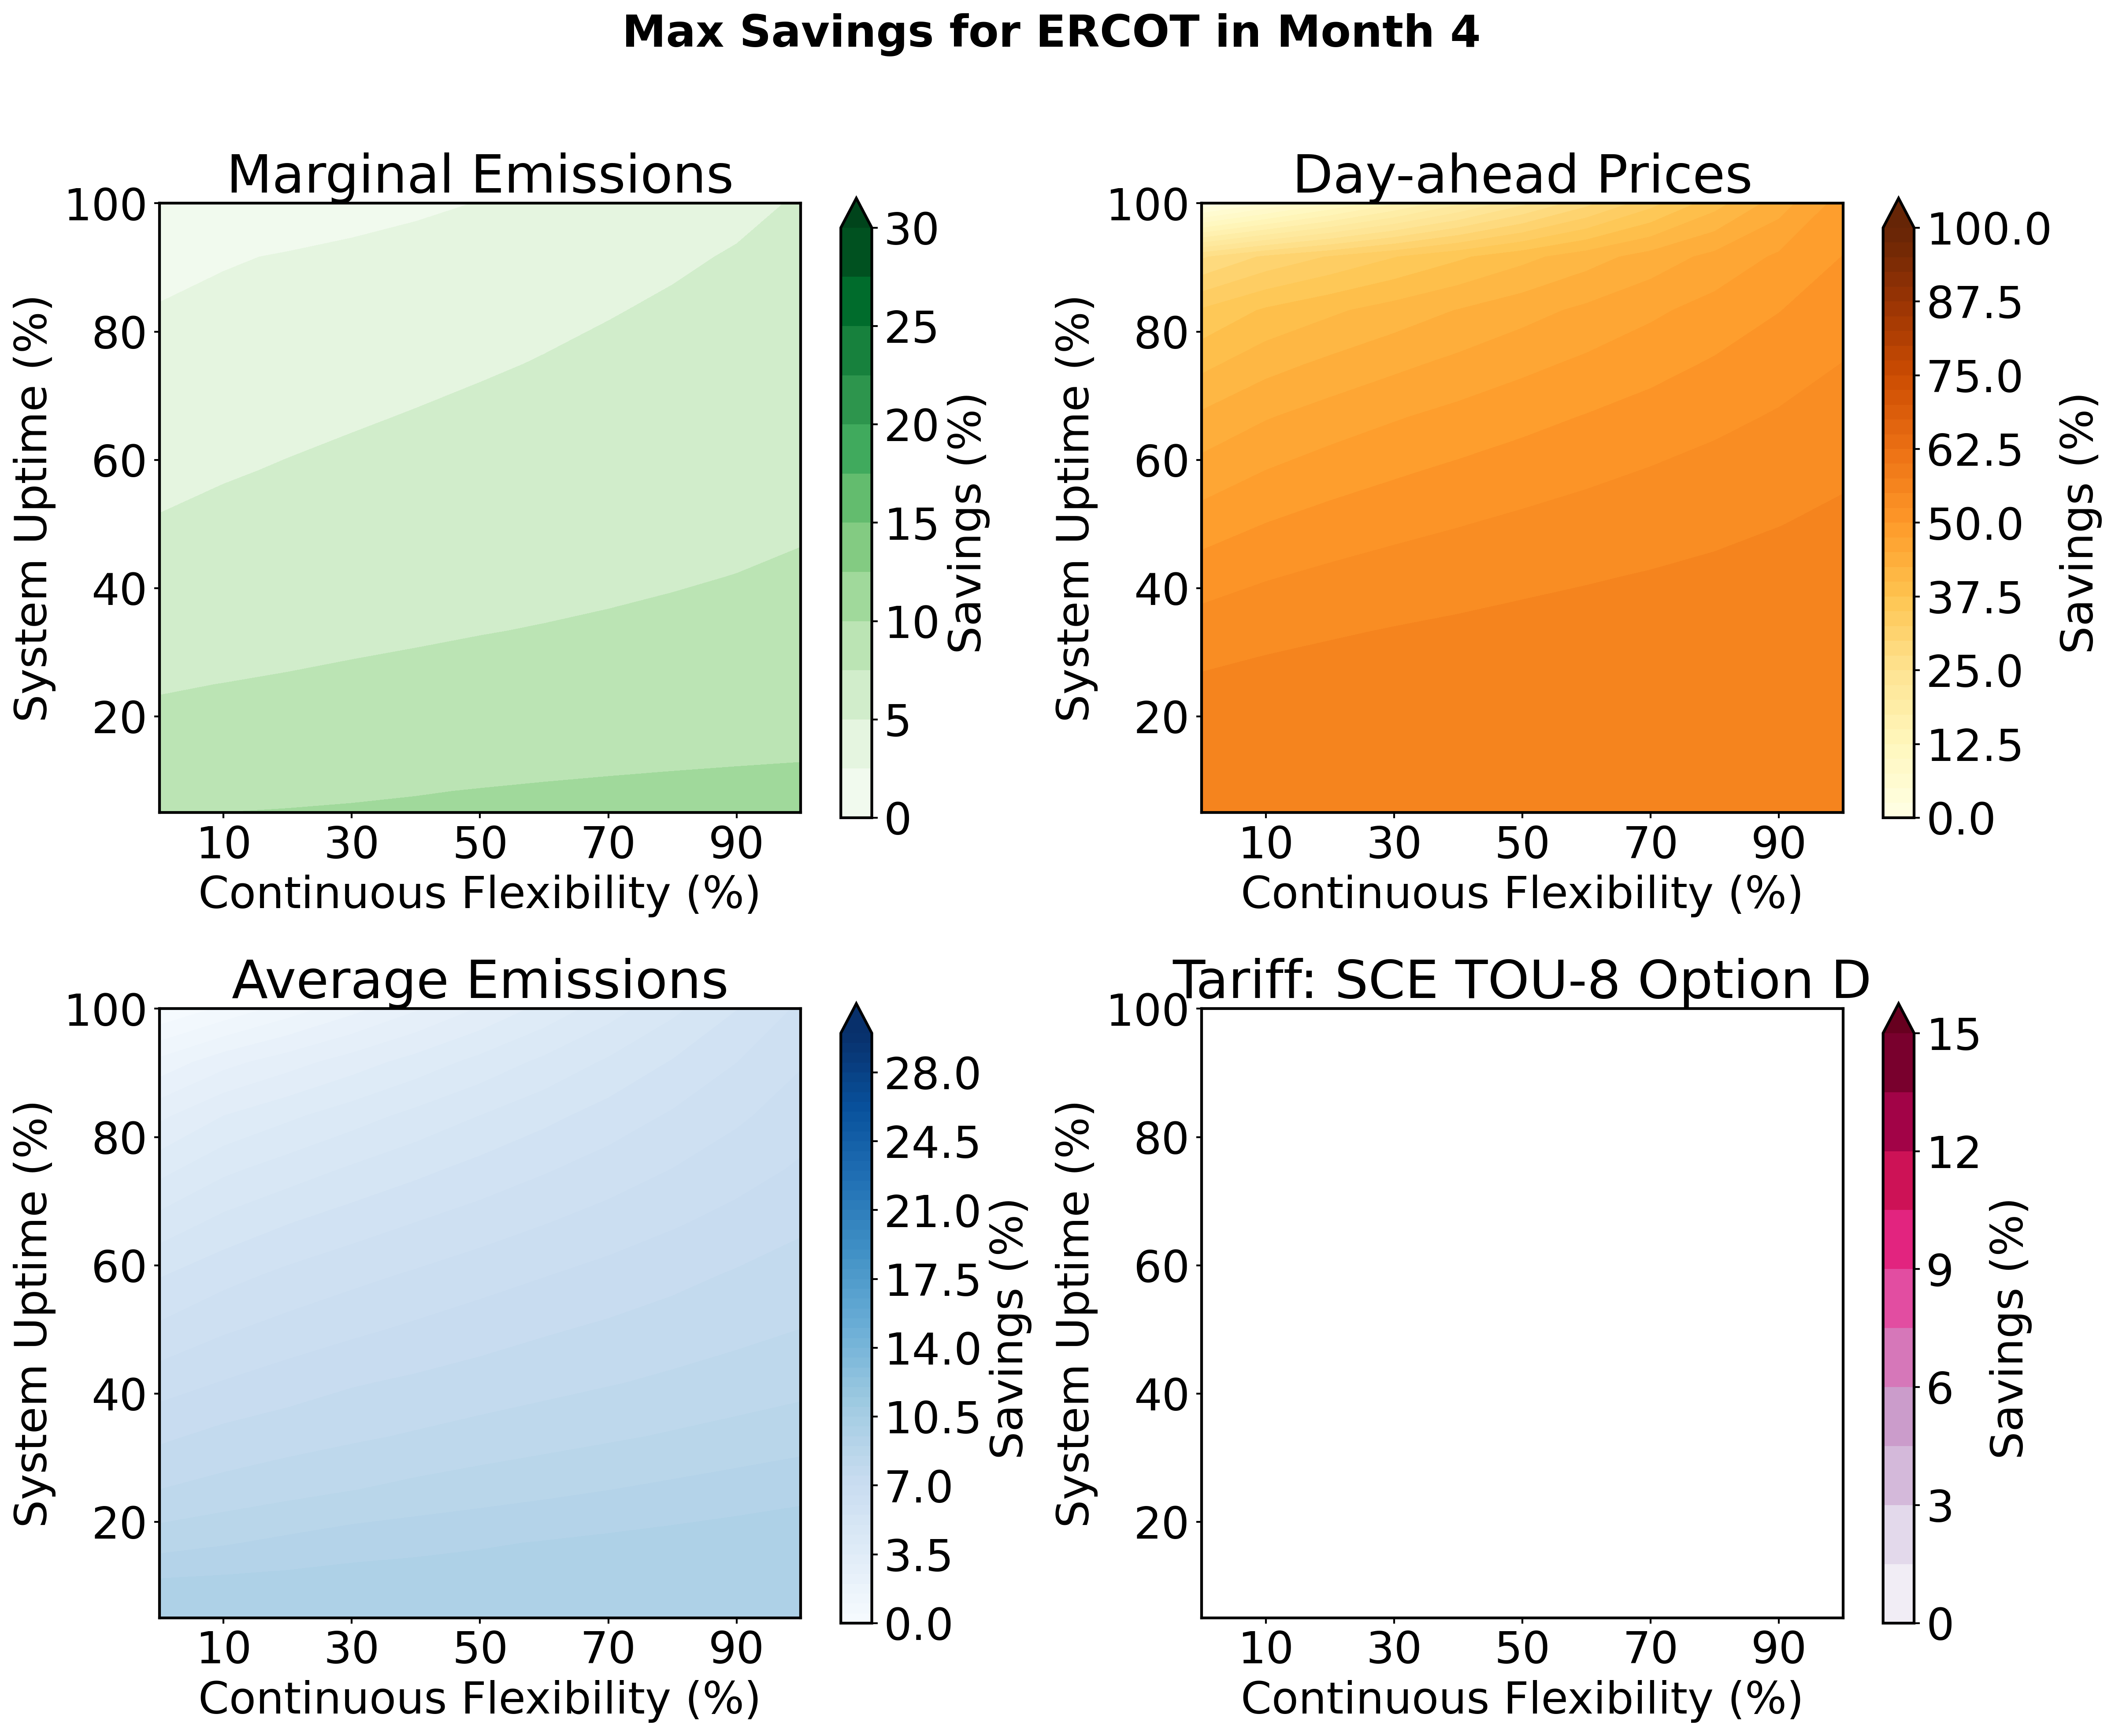 Max Savings for ERCOT in Month 4
Marginal Emissions
100
80
60
40
20
System Uptime (%)
10 30 50 70 90
Continuous Flexibility (%)
30
25
20
15
10
5
0
Savings (%)
Day-ahead Prices
100
80
60
40
20
System Uptime (%)
10 30 50 70 90
Continuous Flexibility (%)
100.0
87.5
75.0
62.5
50.0
37.5
25.0
12.5
0.0
Savings (%)
Average Emissions
100
80
60
40
20
System Uptime (%)
10 30 50 70 90
Continuous Flexibility (%)
28.0
24.5
21.0
17.5
14.0
10.5
7.0
3.5
0.0
Savings (%)
Tariff: SCE TOU-8 Option D
100
80
60
40
20
System Uptime (%)
10 30 50 70 90
Continuous Flexibility (%)
15
12
9
6
3
0
Savings (%)